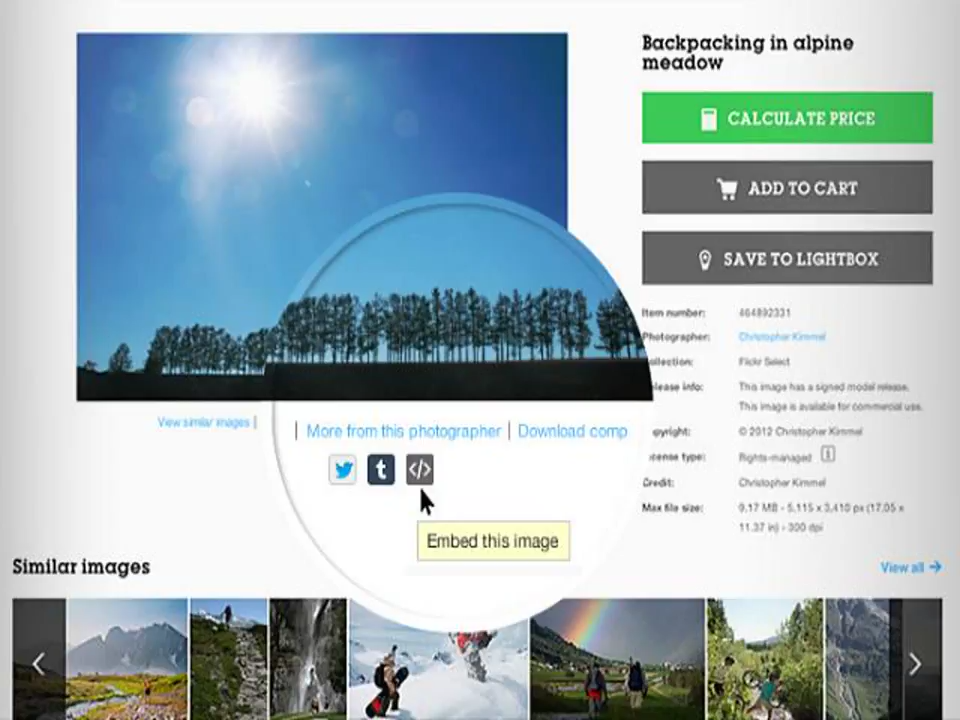 Backpacking in alpine
meadow
CALCULATE PRICE
ADD TO CART
SAVE TO LIGHTBOX
Item number: 464892331
Photographer: Christopher Kimmel
ollection: Flickr Select
lease info: This image has a signed model release.
This image is available for commercial use.
opyright: © 2012 Christopher Kimmel
cense type: Rights-managed
Credit: Christopher Kimmel
Max file size: 9.17 MB - 5,115 x 3,410 px (17.05 x
11.37 in) - 300 dpi
View similar images |
| More from this photographer | Download comp
t </>
Embed this image
Similar images
View all →